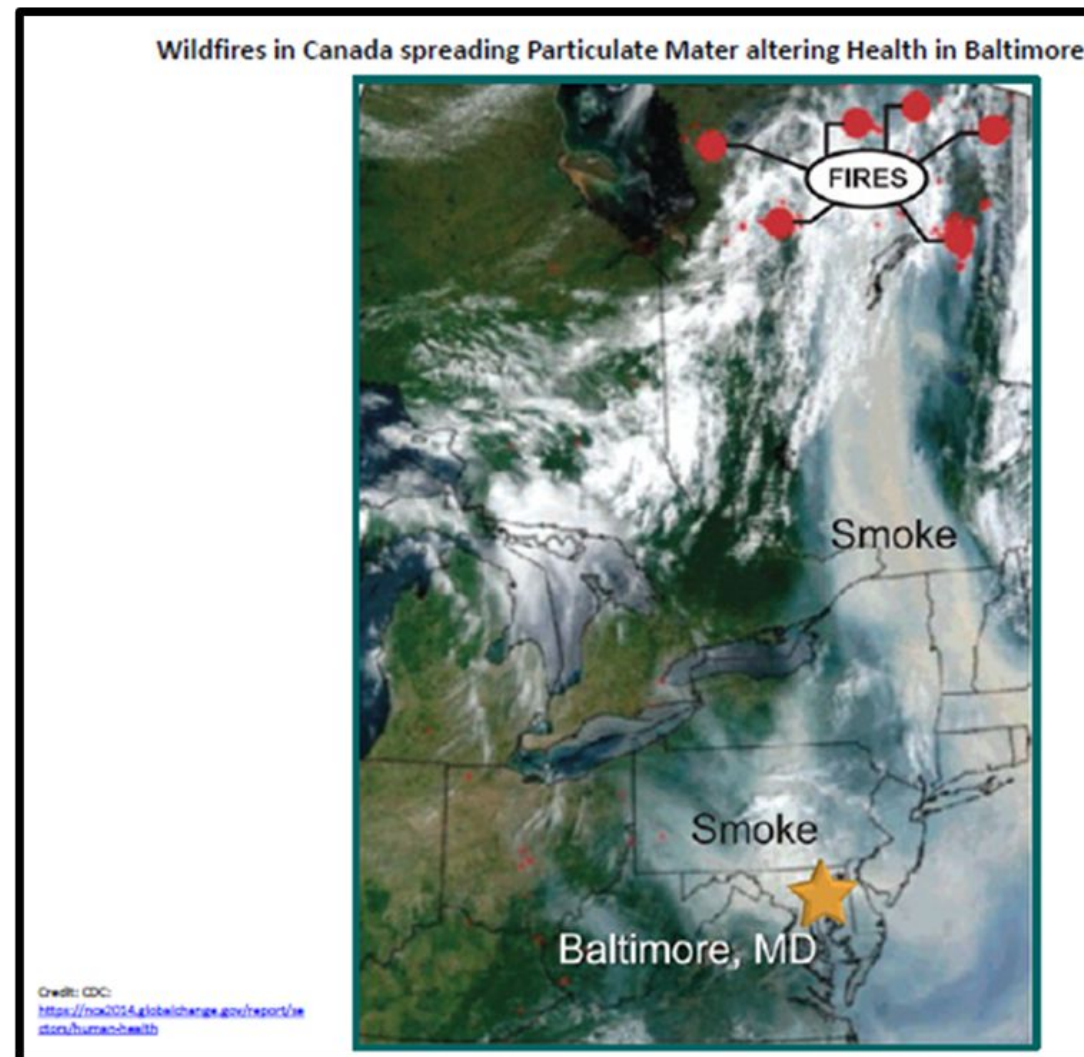 Wildfires in Canada spreading Particulate Mater altering Health in Baltimore
FIRES
Smoke
Smoke
Baltimore, MD
Credit: CDC:
https://nca2014.globalchange.gov/report/se
ctors/human-health